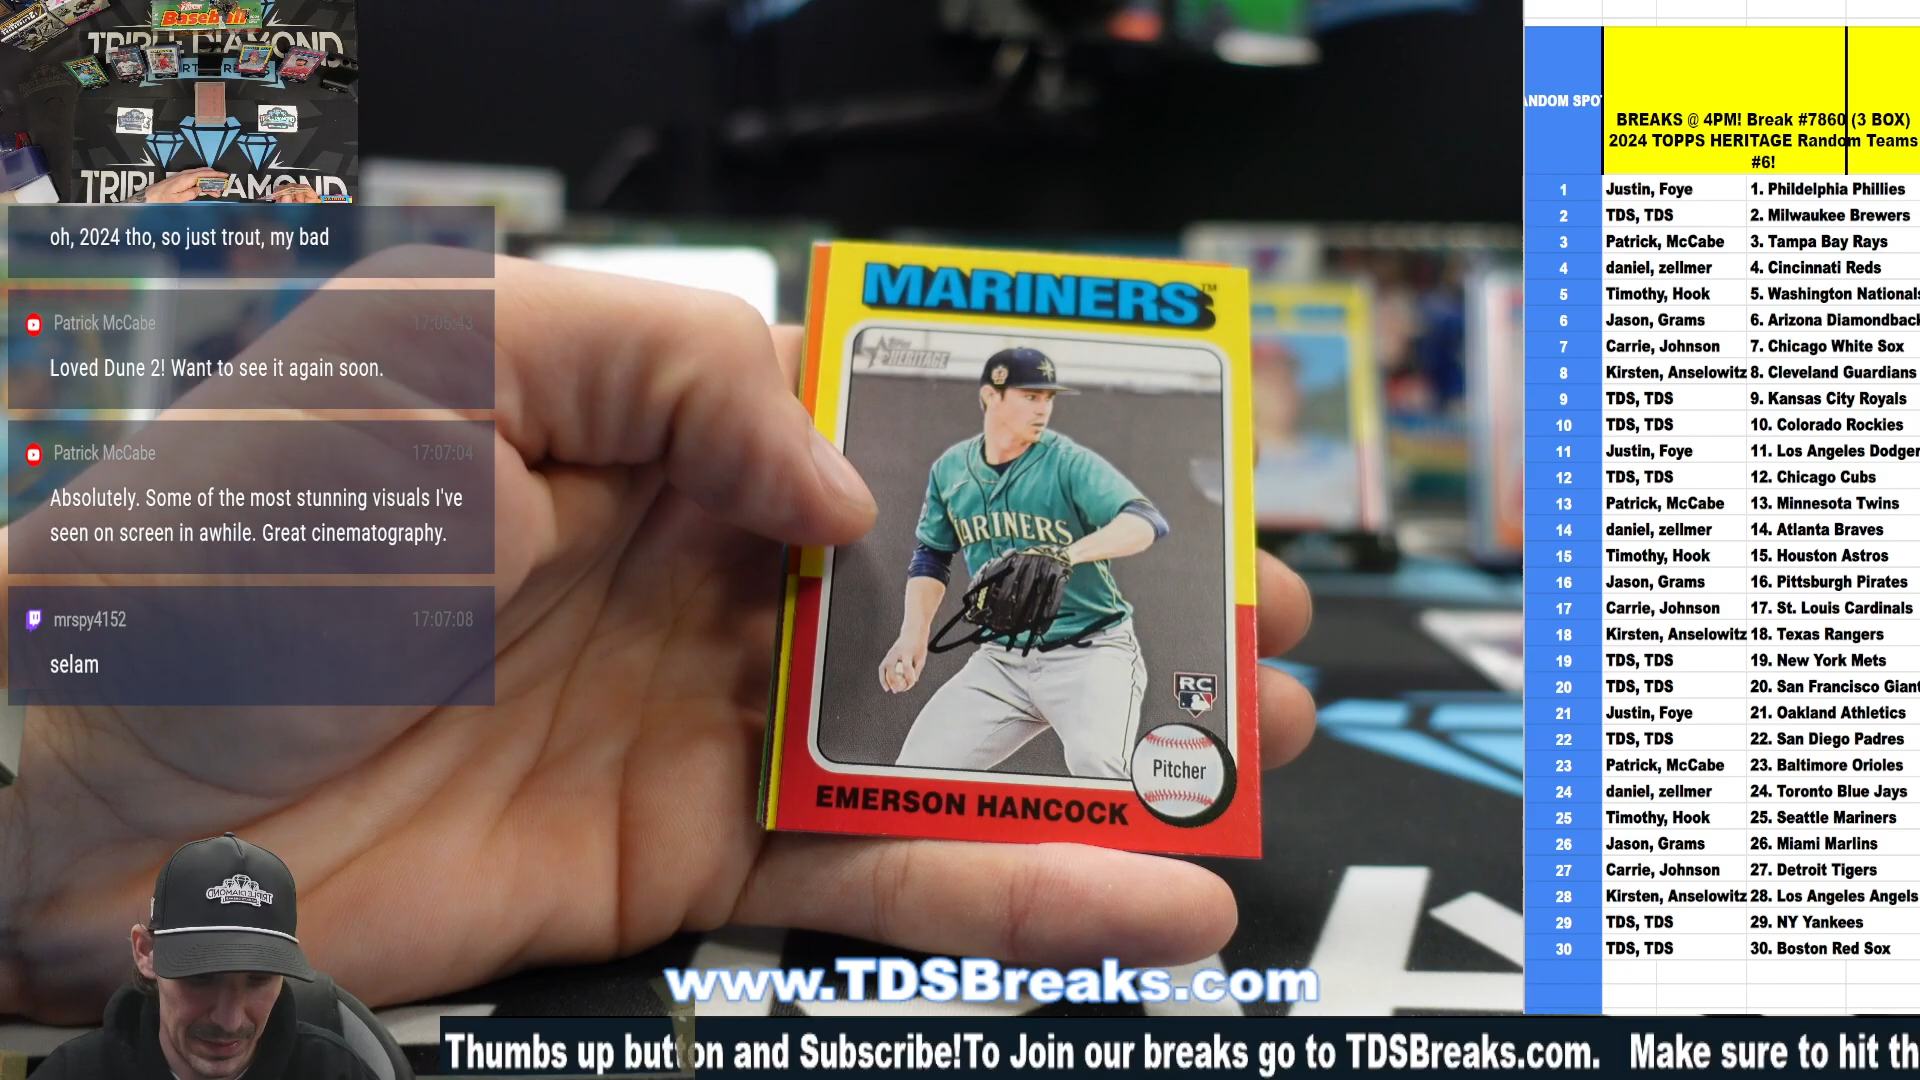 Baseball
TRIPLE DIAMOND
TRIPLE DIAMOND
oh, 2024 tho, so just trout, my bad
Patrick McCabe 17:05:43
Loved Dune 2! Want to see it again soon.
Patrick McCabe 17:07:04
Absolutely. Some of the most stunning visuals I've
seen on screen in awhile. Great cinematography.
mrspy4152 17:07:08
selam
MARINERS™
Topps
HERITAGE
MARINERS
RC
Pitcher
EMERSON HANCOCK
www.TDSBreaks.com
Thumbs up button and Subscribe!To Join our breaks go to TDSBreaks.com. Make sure to hit th
ANDOM SPO
BREAKS @ 4PM! Break #7860 (3 BOX)
2024 TOPPS HERITAGE Random Teams
#6!
1 Justin, Foye 1. Phildelphia Phillies
2 TDS, TDS 2. Milwaukee Brewers
3 Patrick, McCabe 3. Tampa Bay Rays
4 daniel, zellmer 4. Cincinnati Reds
5 Timothy, Hook 5. Washington Nationals
6 Jason, Grams 6. Arizona Diamondback
7 Carrie, Johnson 7. Chicago White Sox
8 Kirsten, Anselowitz 8. Cleveland Guardians
9 TDS, TDS 9. Kansas City Royals
10 TDS, TDS 10. Colorado Rockies
11 Justin, Foye 11. Los Angeles Dodger
12 TDS, TDS 12. Chicago Cubs
13 Patrick, McCabe 13. Minnesota Twins
14 daniel, zellmer 14. Atlanta Braves
15 Timothy, Hook 15. Houston Astros
16 Jason, Grams 16. Pittsburgh Pirates
17 Carrie, Johnson 17. St. Louis Cardinals
18 Kirsten, Anselowitz 18. Texas Rangers
19 TDS, TDS 19. New York Mets
20 TDS, TDS 20. San Francisco Giant
21 Justin, Foye 21. Oakland Athletics
22 TDS, TDS 22. San Diego Padres
23 Patrick, McCabe 23. Baltimore Orioles
24 daniel, zellmer 24. Toronto Blue Jays
25 Timothy, Hook 25. Seattle Mariners
26 Jason, Grams 26. Miami Marlins
27 Carrie, Johnson 27. Detroit Tigers
28 Kirsten, Anselowitz 28. Los Angeles Angels
29 TDS, TDS 29. NY Yankees
30 TDS, TDS 30. Boston Red Sox